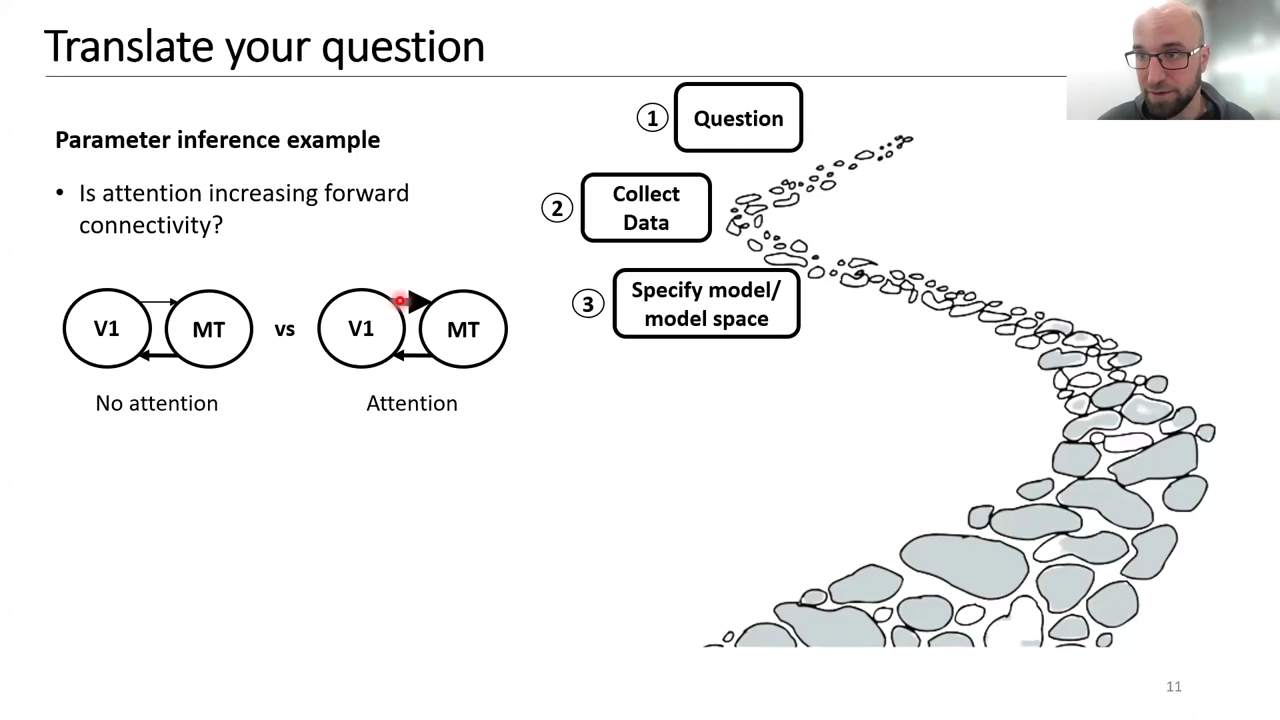 Translate your question
Parameter inference example
• Is attention increasing forward
connectivity?
V1
MT
vs
V1
MT
No attention
Attention
1
Question
2
Collect
Data
3
Specify model/
model space
11